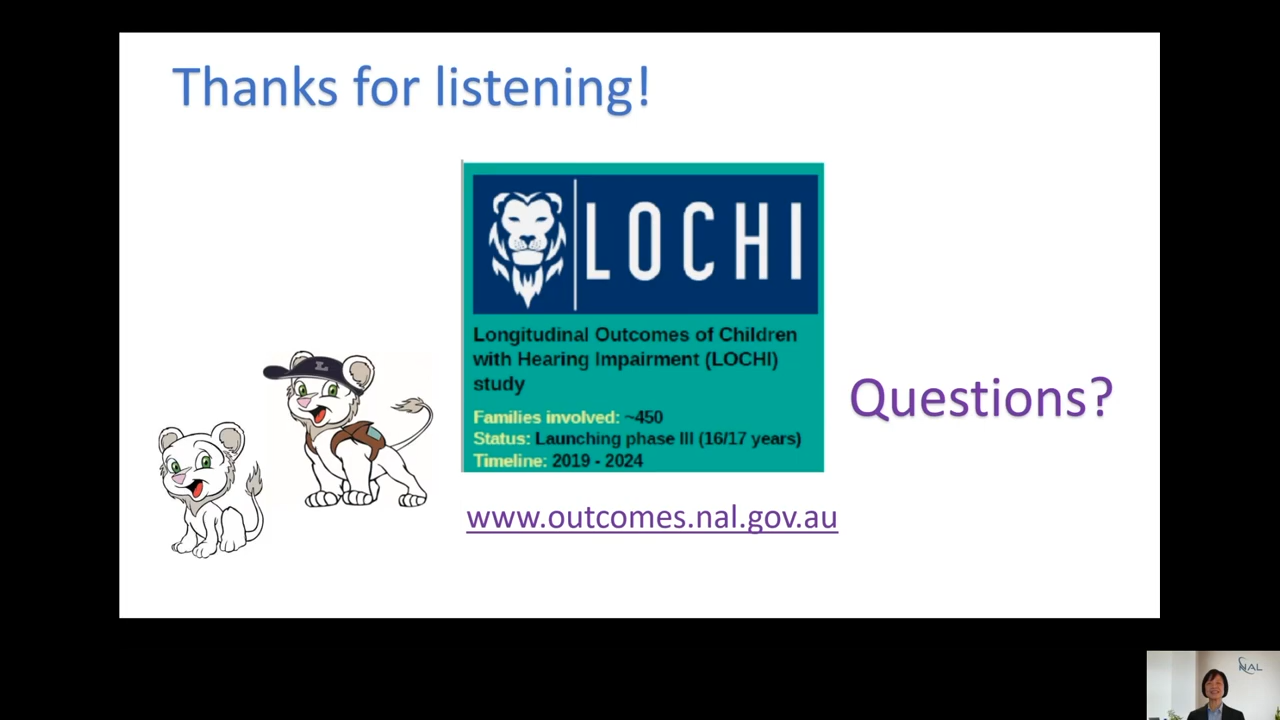 Thanks for listening!
LOCHI
Longitudinal Outcomes of Children
with Hearing Impairment (LOCHI)
study
Families involved: ~450
Status: Launching phase III (16/17 years)
Timeline: 2019 - 2024
Questions?
www.outcomes.nal.gov.au
L
NAL